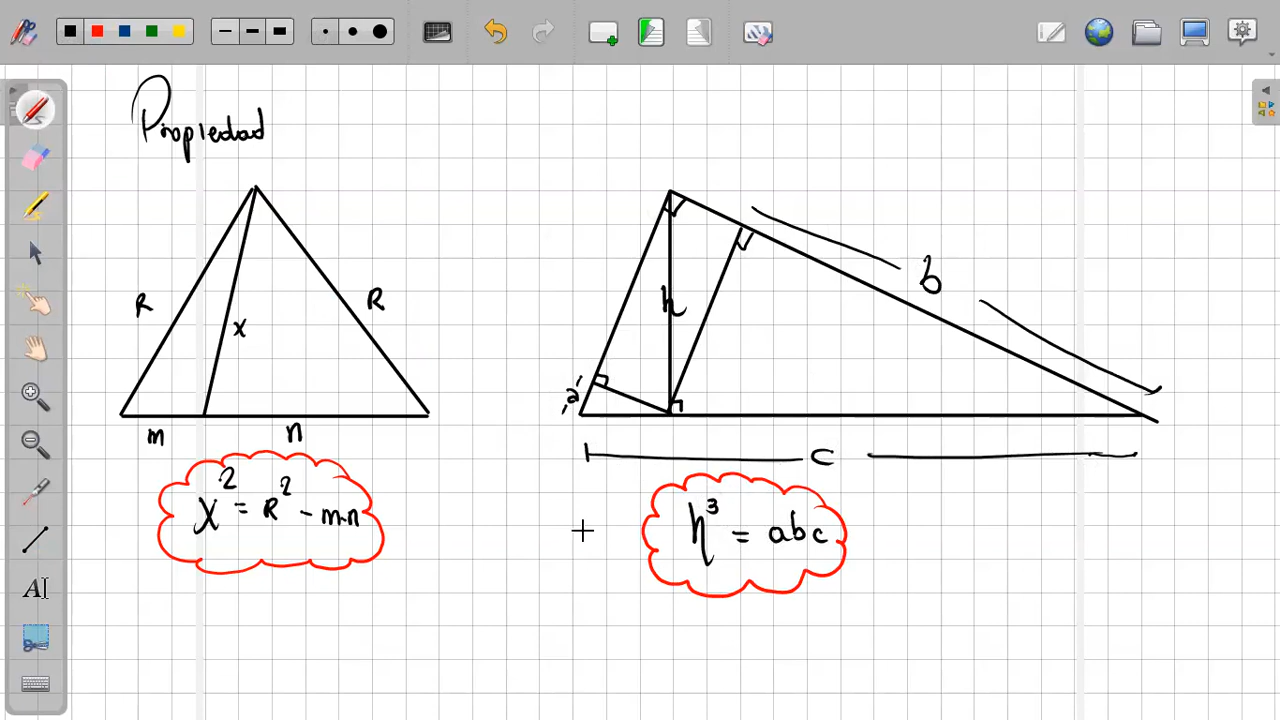 Propiedad
R
x
R
m
n
x² = R² - m.n
h
b
a
c
h³ = abc